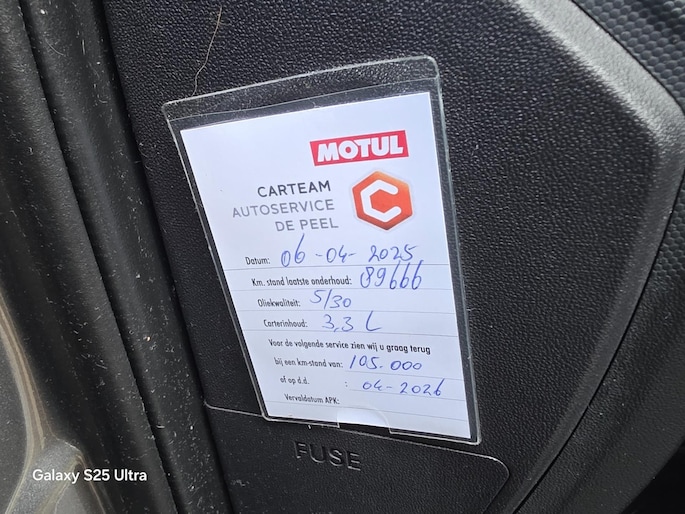 MOTUL
CARTEAM
AUTOSERVICE
DE PEEL
C
Datum: 06-04-2025
Km. stand laatste onderhoud: 89666
Oliekwaliteit: 5/30
Carterinhoud: 3,3 L
Voor de volgende service zien wij u graag terug
bij een km-stand van: 105.000
of op d.d. : 04-2026
Vervaldatum APK:
FUSE
Galaxy S25 Ultra